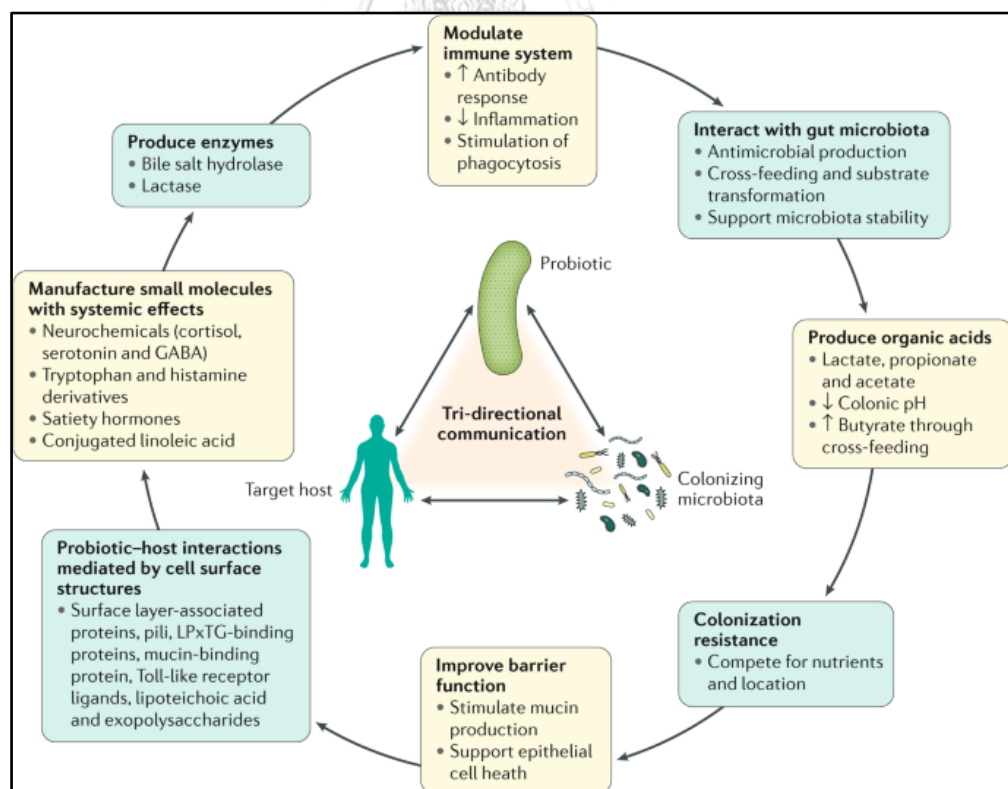 Modulate
immune system
• ↑ Antibody
response
• ↓ Inflammation
• Stimulation of
phagocytosis
Interact with gut microbiota
• Antimicrobial production
• Cross-feeding and substrate
transformation
• Support microbiota stability
Produce organic acids
• Lactate, propionate
and acetate
• ↓ Colonic pH
• ↑ Butyrate through
cross-feeding
Colonization
resistance
• Compete for nutrients
and location
Improve barrier
function
• Stimulate mucin
production
• Support epithelial
cell heath
Probiotic–host interactions
mediated by cell surface
structures
• Surface layer-associated
proteins, pili, LPxTG-binding
proteins, mucin-binding
protein, Toll-like receptor
ligands, lipoteichoic acid
and exopolysaccharides
Manufacture small molecules
with systemic effects
• Neurochemicals (cortisol,
serotonin and GABA)
• Tryptophan and histamine
derivatives
• Satiety hormones
• Conjugated linoleic acid
Produce enzymes
• Bile salt hydrolase
• Lactase
Probiotic
Tri-directional
communication
Target host
Colonizing
microbiota